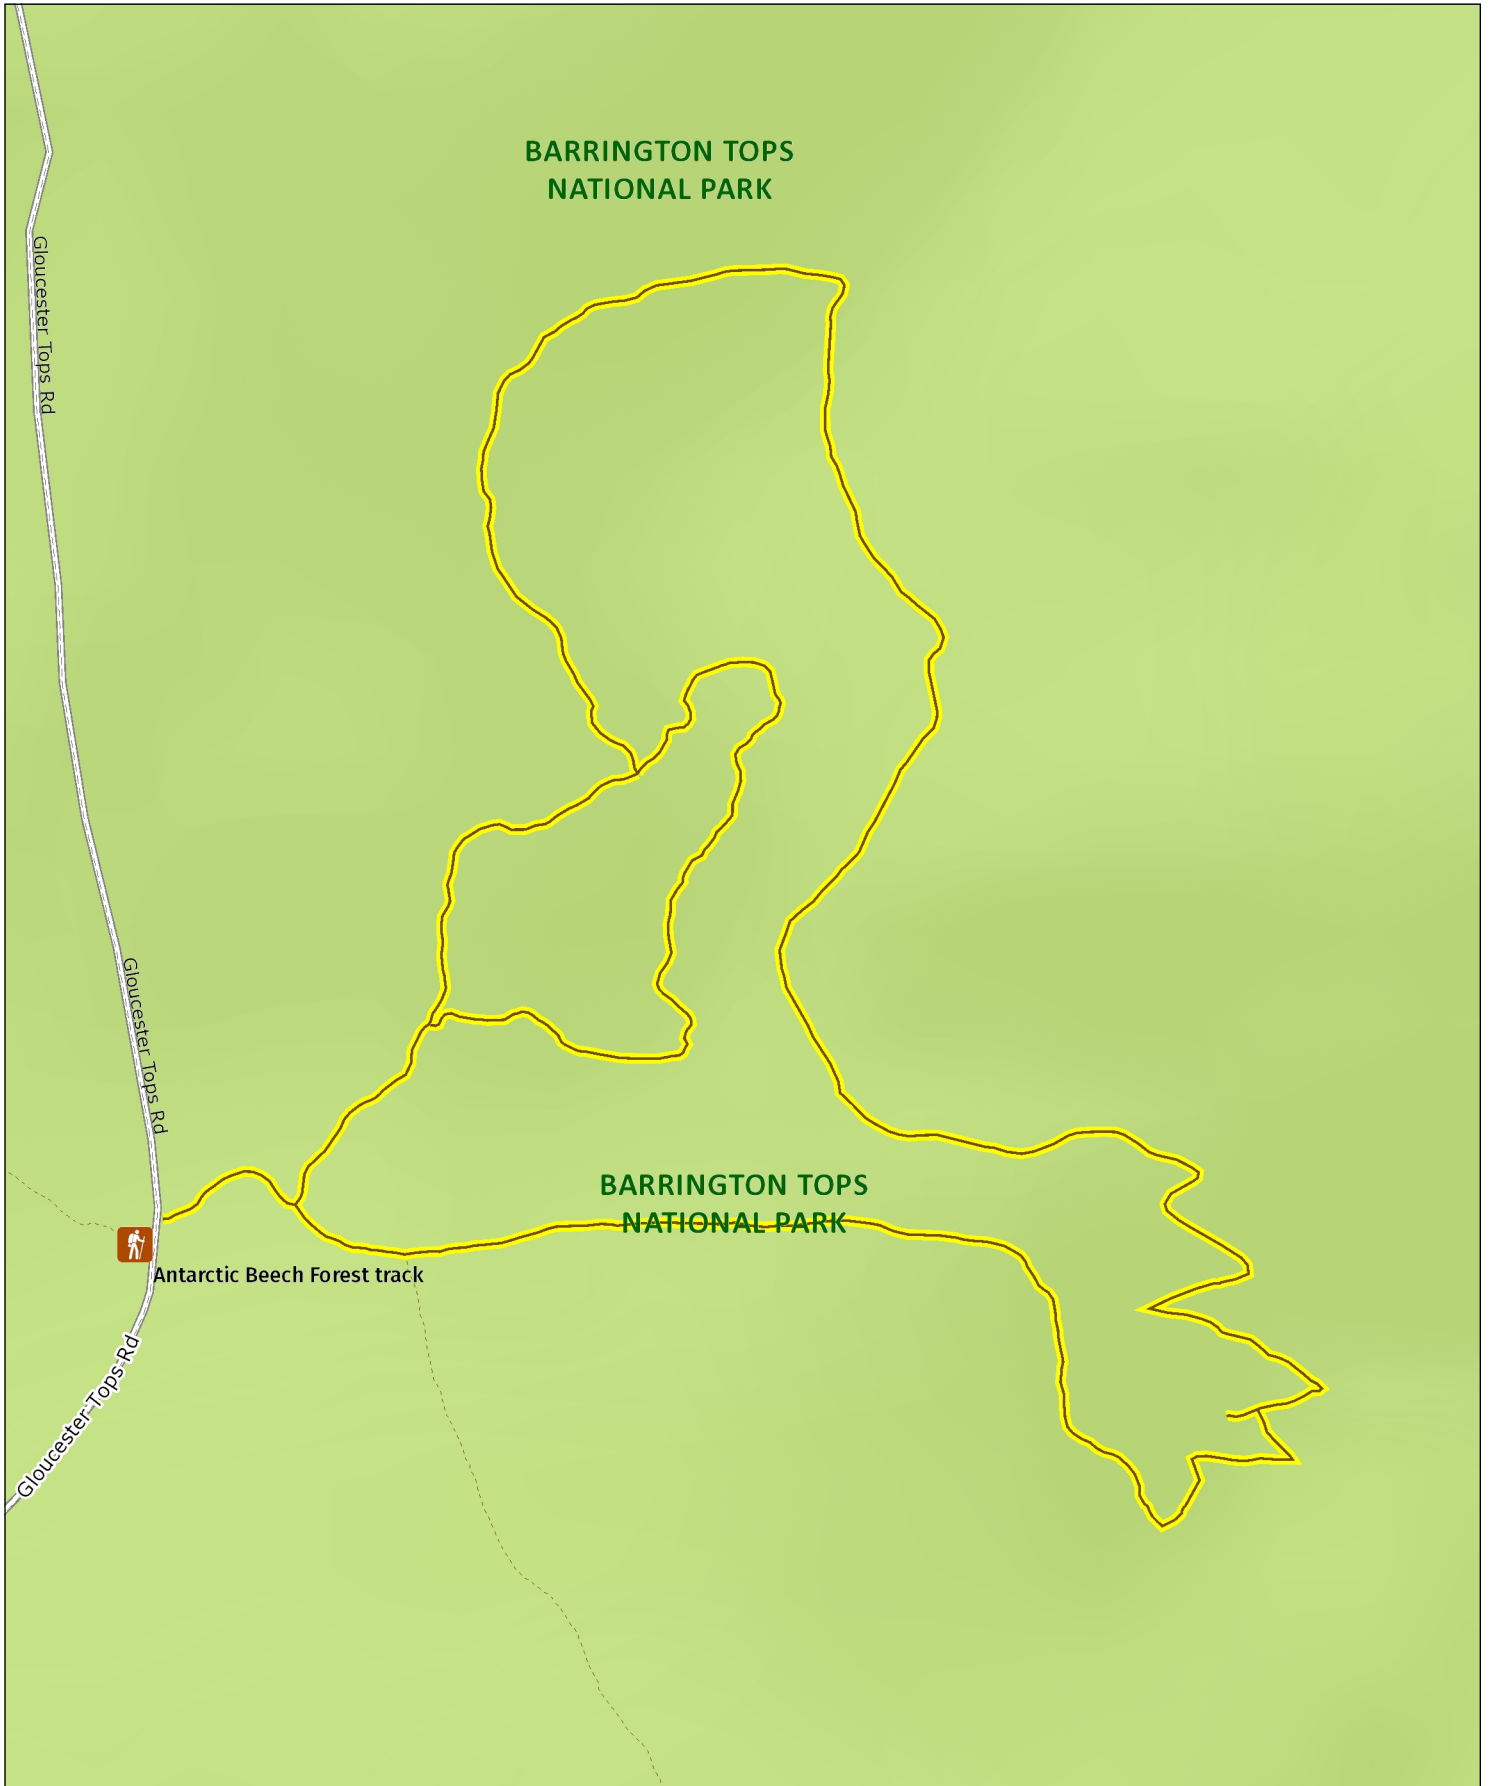 BARRINGTON TOPS
NATIONAL PARK
Gloucester Tops Rd
Gloucester Tops Rd
BARRINGTON TOPS
NATIONAL PARK
Antarctic Beech Forest track
Gloucester-Tops-Rd